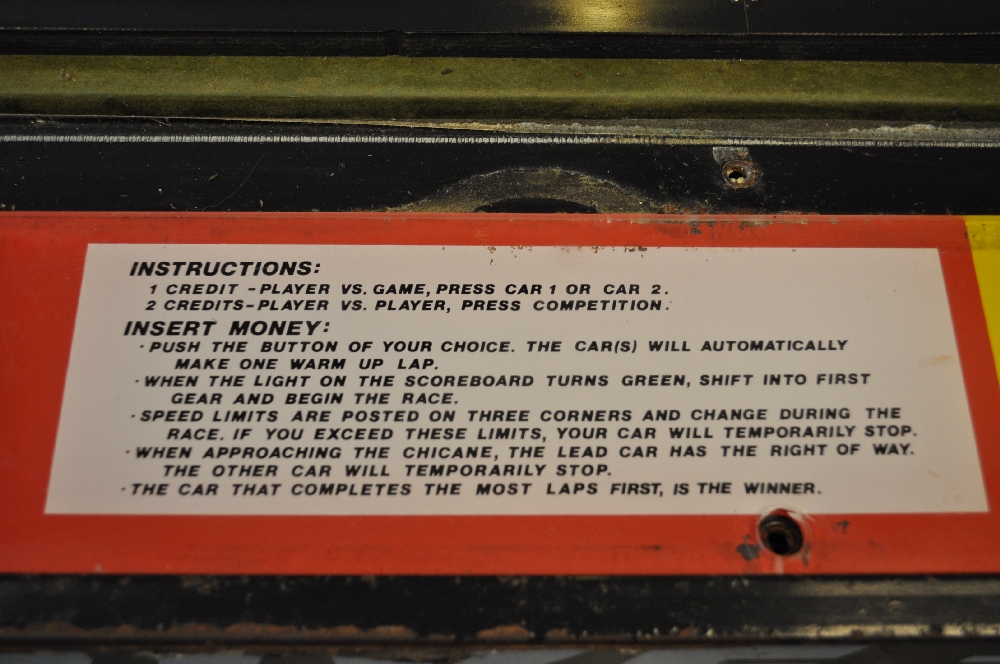 INSTRUCTIONS:
1 CREDIT - PLAYER VS. GAME, PRESS CAR 1 OR CAR 2.
2 CREDITS-PLAYER VS. PLAYER, PRESS COMPETITION.
INSERT MONEY:
· PUSH THE BUTTON OF YOUR CHOICE. THE CAR(S) WILL AUTOMATICALLY
MAKE ONE WARM UP LAP.
· WHEN THE LIGHT ON THE SCOREBOARD TURNS GREEN, SHIFT INTO FIRST
GEAR AND BEGIN THE RACE.
· SPEED LIMITS ARE POSTED ON THREE CORNERS AND CHANGE DURING THE
RACE. IF YOU EXCEED THESE LIMITS, YOUR CAR WILL TEMPORARILY STOP.
· WHEN APPROACHING THE CHICANE, THE LEAD CAR HAS THE RIGHT OF WAY.
THE OTHER CAR WILL TEMPORARILY STOP.
· THE CAR THAT COMPLETES THE MOST LAPS FIRST, IS THE WINNER.